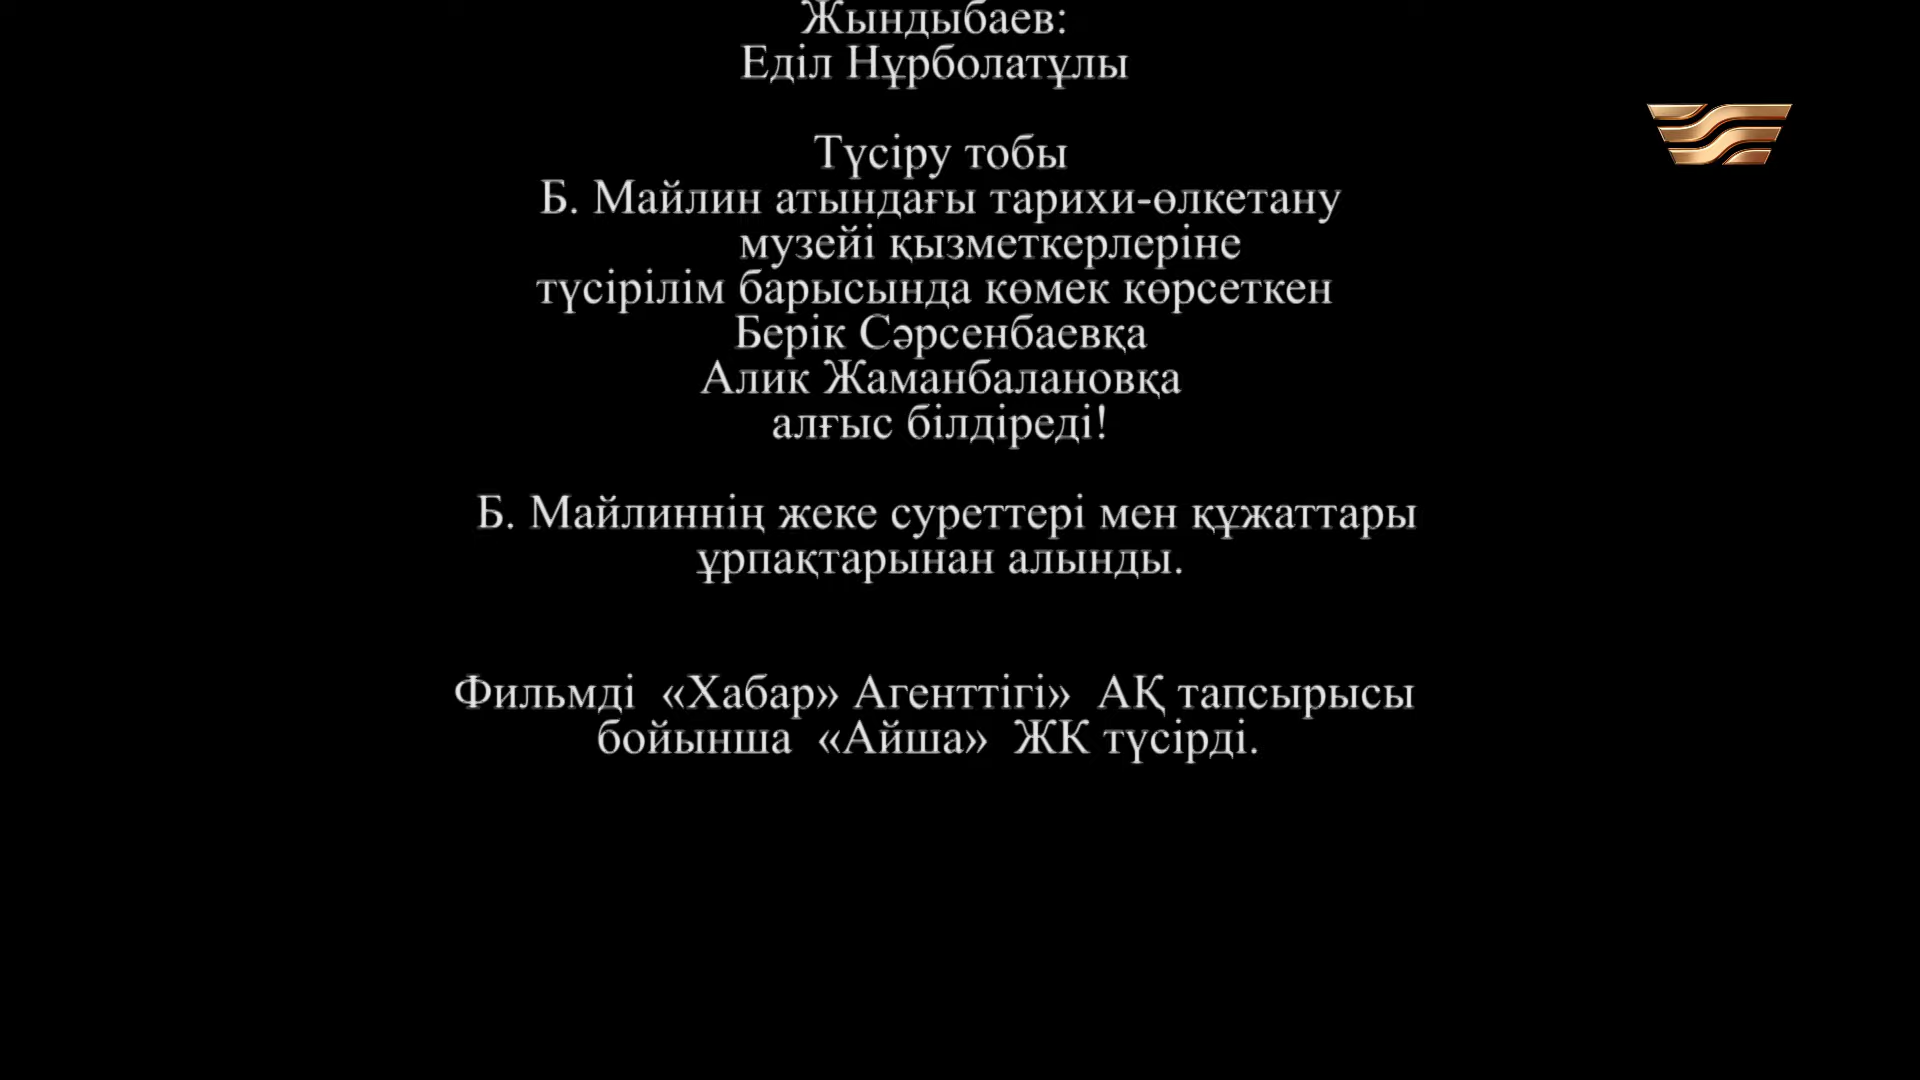 Жындыбаев:
Еділ Нұрболатұлы
Түсіру тобы
Б. Майлин атындағы тарихи-өлкетану
музейі қызметкерлеріне
түсірілім барысында көмек көрсеткен
Берік Сәрсенбаевқа
Алик Жаманбалановқа
алғыс білдіреді!
Б. Майлиннің жеке суреттері мен құжаттары
ұрпақтарынан алынды.
Фильмді «Хабар» Агенттігі» АҚ тапсырысы
бойынша «Айша» ЖК түсірді.